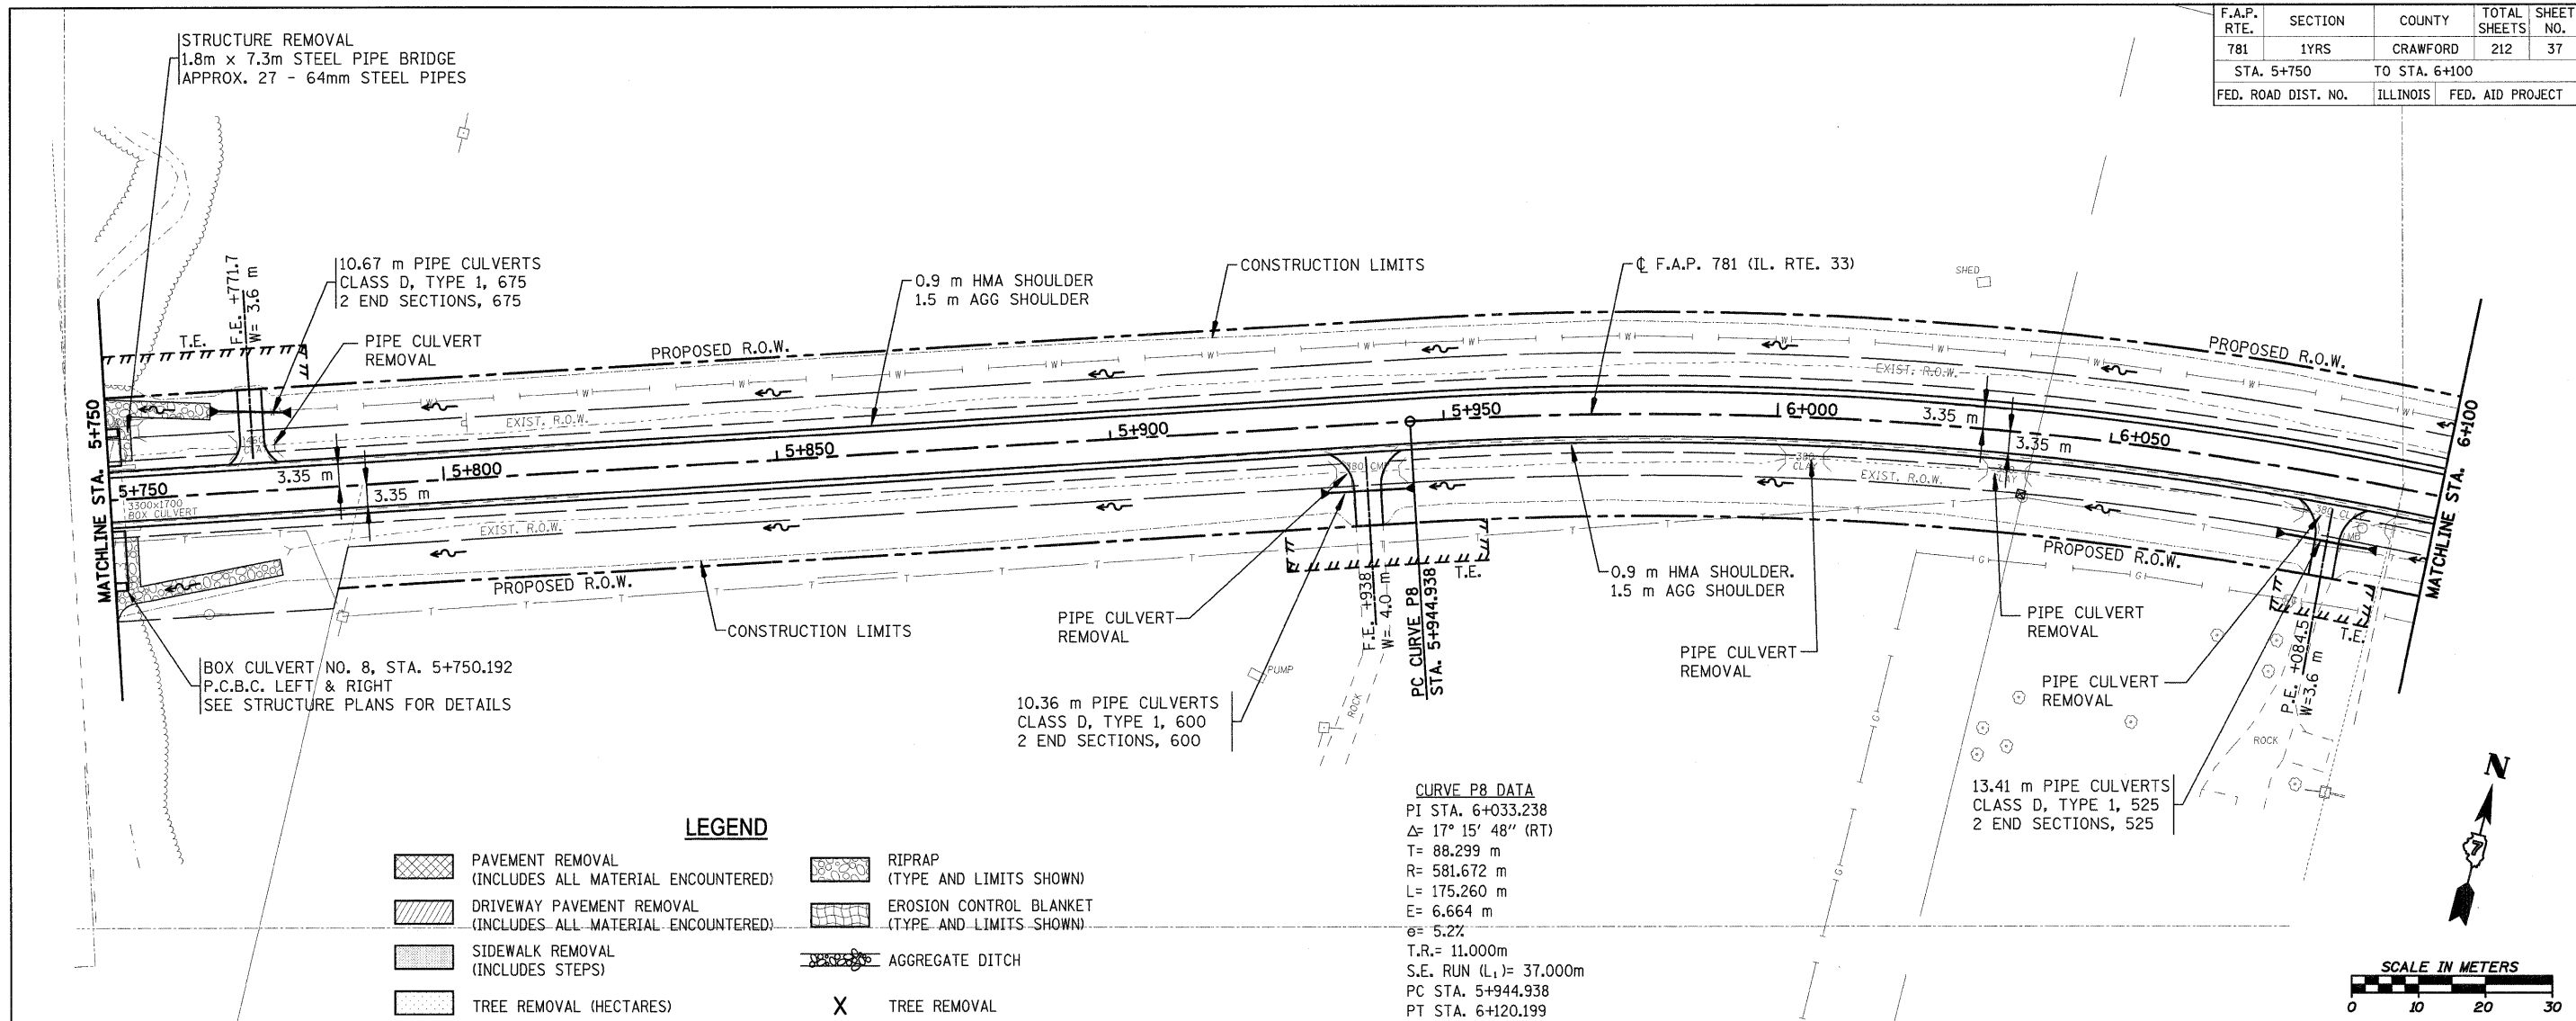 F.A.P. RTE. SECTION COUNTY TOTAL SHEETS SHEET NO.
781 1YRS CRAWFORD 212 37
STA. 5+750 TO STA. 6+100
FED. ROAD DIST. NO. ILLINOIS FED. AID PROJECT
STRUCTURE REMOVAL
1.8m x 7.3m STEEL PIPE BRIDGE
APPROX. 27 - 64mm STEEL PIPES
F.E. +771.7
W= 3.6 m
10.67 m PIPE CULVERTS
CLASS D, TYPE 1, 675
2 END SECTIONS, 675
PIPE CULVERT
REMOVAL
T.E.
0.9 m HMA SHOULDER
1.5 m AGG SHOULDER
CONSTRUCTION LIMITS
℄ F.A.P. 781 (IL. RTE. 33)
SHED
PROPOSED R.O.W.
PROPOSED R.O.W.
EXIST. R.O.W.
EXIST. R.O.W.
MATCHLINE STA. 5+750
5+750
5+800
5+850
5+900
5+950
6+000
6+050
MATCHLINE STA. 6+100
3.35 m
3.35 m
3.35 m
3.35 m
3300x1700
BOX CULVERT
380 CMP
380
CLAY
380
CLAY
380 CLAY
MB
EXIST. R.O.W.
EXIST. R.O.W.
PROPOSED R.O.W.
PROPOSED R.O.W.
CONSTRUCTION LIMITS
BOX CULVERT NO. 8, STA. 5+750.192
P.C.B.C. LEFT & RIGHT
SEE STRUCTURE PLANS FOR DETAILS
PIPE CULVERT
REMOVAL
10.36 m PIPE CULVERTS
CLASS D, TYPE 1, 600
2 END SECTIONS, 600
PUMP
ROCK
F.E. +938
W= 4.0 m
PC CURVE P8
STA. 5+944.938
T.E.
0.9 m HMA SHOULDER.
1.5 m AGG SHOULDER
PIPE CULVERT
REMOVAL
PIPE CULVERT
REMOVAL
PIPE CULVERT
REMOVAL
P.E. +084.5
W=3.6 m
T.E.
ROCK
13.41 m PIPE CULVERTS
CLASS D, TYPE 1, 525
2 END SECTIONS, 525
CURVE P8 DATA
PI STA. 6+033.238
Δ= 17° 15' 48" (RT)
T= 88.299 m
R= 581.672 m
L= 175.260 m
E= 6.664 m
e= 5.2%
T.R.= 11.000m
S.E. RUN (L₁)= 37.000m
PC STA. 5+944.938
PT STA. 6+120.199
LEGEND
PAVEMENT REMOVAL
(INCLUDES ALL MATERIAL ENCOUNTERED)
DRIVEWAY PAVEMENT REMOVAL
(INCLUDES ALL MATERIAL ENCOUNTERED)
SIDEWALK REMOVAL
(INCLUDES STEPS)
TREE REMOVAL (HECTARES)
RIPRAP
(TYPE AND LIMITS SHOWN)
EROSION CONTROL BLANKET
(TYPE AND LIMITS SHOWN)
AGGREGATE DITCH
X TREE REMOVAL
N
7
SCALE IN METERS
0 10 20 30